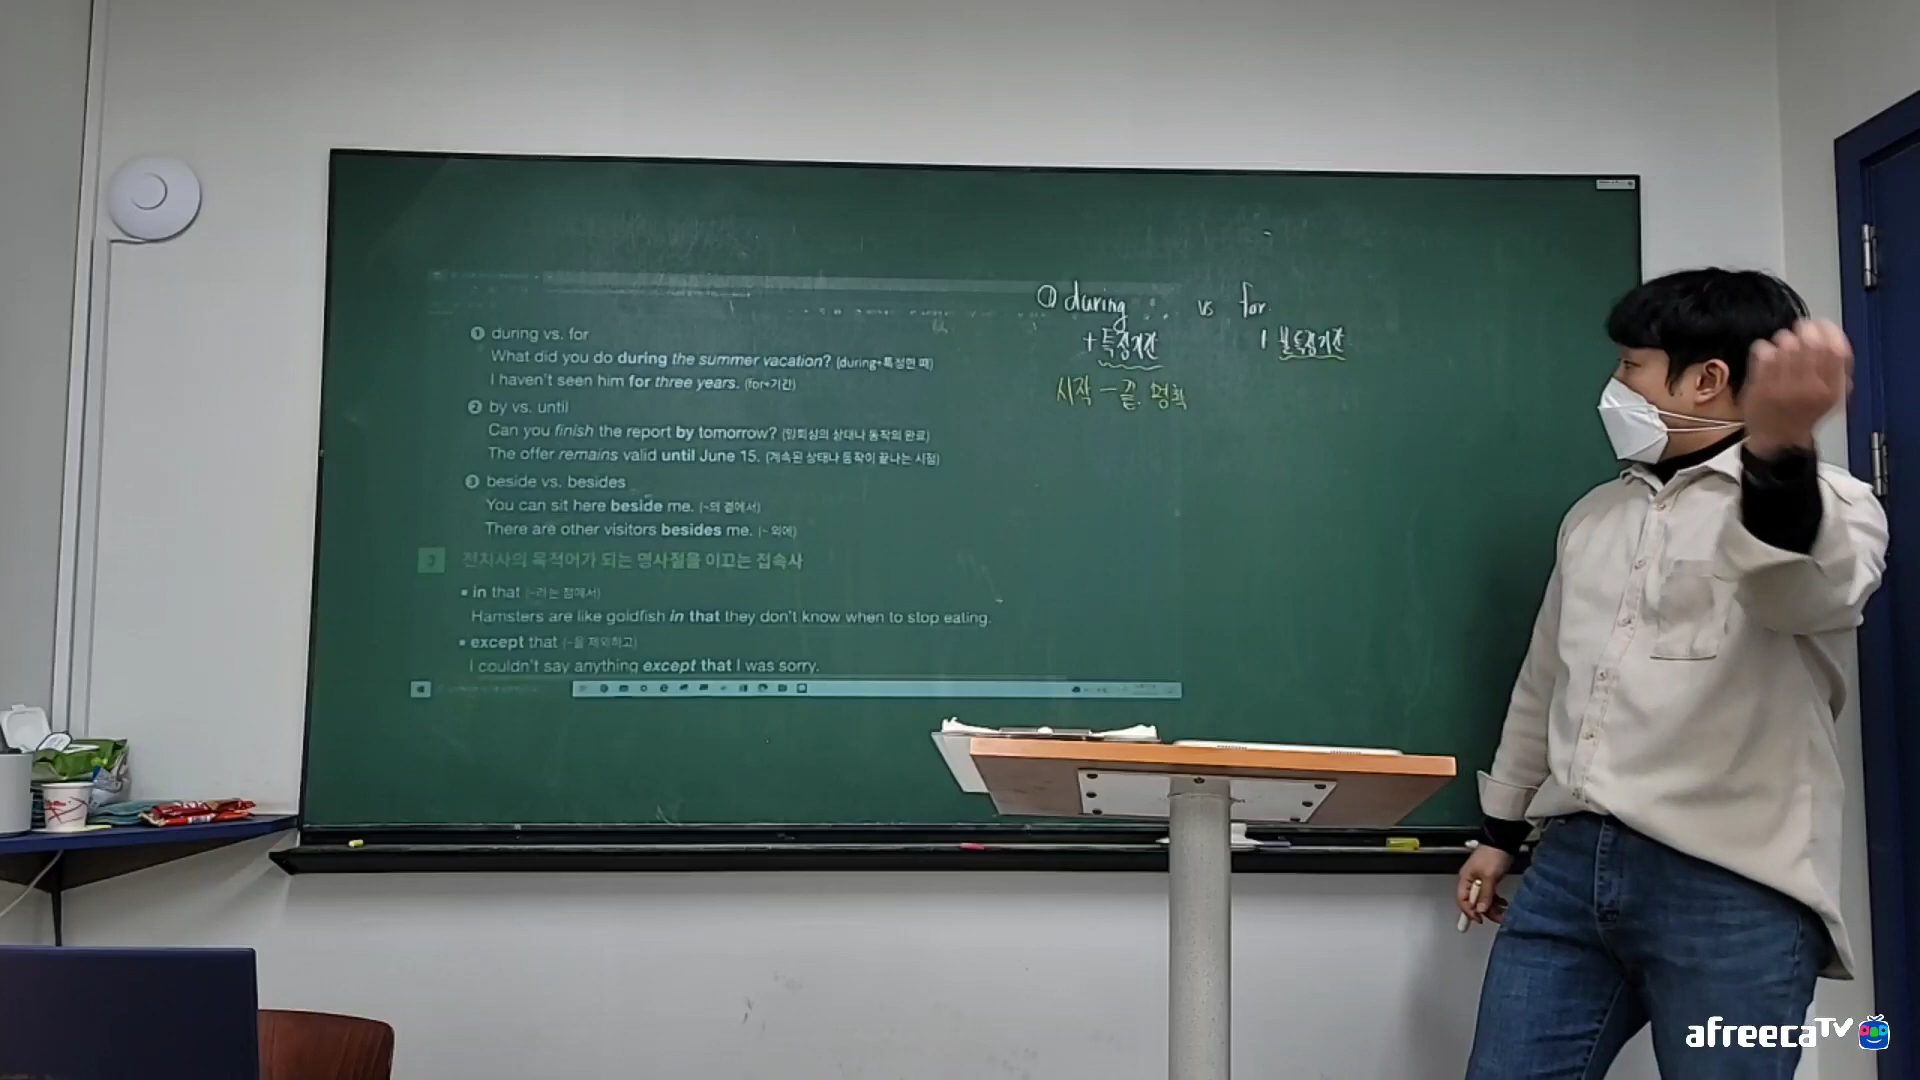 ① during vs. for
What did you do during the summer vacation? (during+특정한 때)
I haven't seen him for three years. (for+기간)
② by vs. until
Can you finish the report by tomorrow? (일회성의 상태나 동작의 완료)
The offer remains valid until June 15. (계속된 상태나 동작이 끝나는 시점)
③ beside vs. besides
You can sit here beside me. (~의 곁에서)
There are other visitors besides me. (~ 외에)
3 전치사의 목적어가 되는 명사절을 이끄는 접속사
• in that (~라는 점에서)
Hamsters are like goldfish in that they don't know when to stop eating.
• except that (~을 제외하고)
I couldn't say anything except that I was sorry.
① during vs for
+ 특정기간 + 불특정기간
시작 - 끝. 명확
afreecaTV